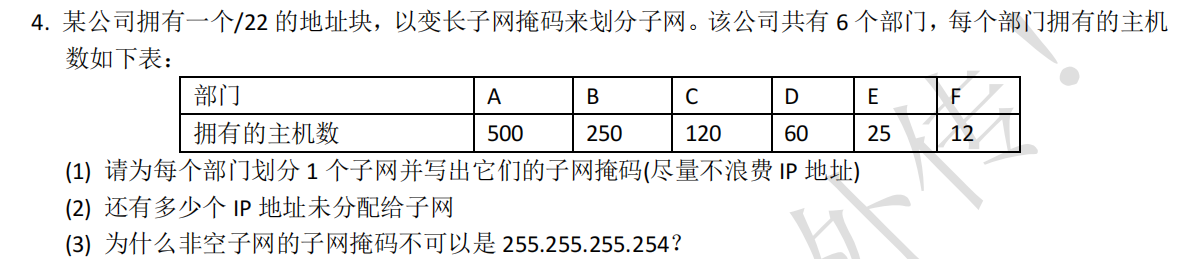 4. 某公司拥有一个/22 的地址块，以变长子网掩码来划分子网。该公司共有 6 个部门，每个部门拥有的主机
数如下表：
部门 A B C D E F
拥有的主机数 500 250 120 60 25 12
(1) 请为每个部门划分 1 个子网并写出它们的子网掩码(尽量不浪费 IP 地址)
(2) 还有多少个 IP 地址未分配给子网
(3) 为什么非空子网的子网掩码不可以是 255.255.255.254？
外传！